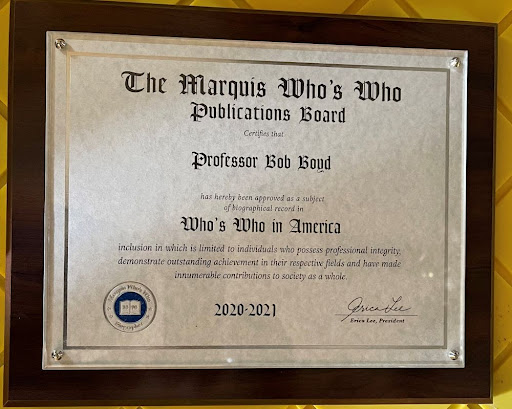 The Marquis Who's Who
Publications Board
Certifies that
Professor Bob Boyd
has hereby been approved as a subject
of biographical record in
Who's Who in America
inclusion in which is limited to individuals who possess professional integrity,
demonstrate outstanding achievement in their respective fields and have made
innumerable contributions to society as a whole.
2020-2021
Erica Lee
Erica Lee, President